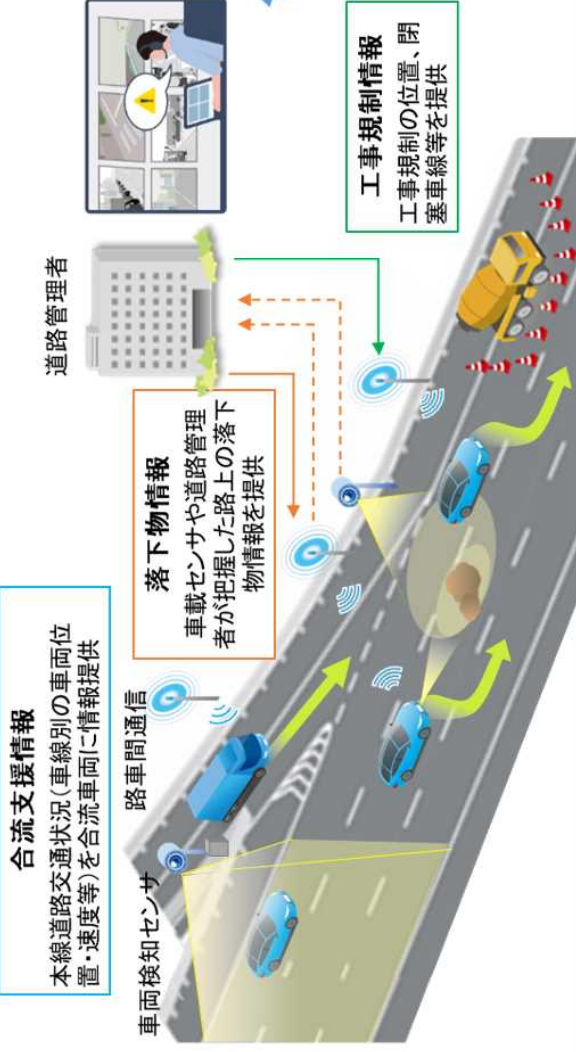 合流支援情報
本線道路交通状況(車線別の車両位
置・速度等)を合流車両に情報提供
車両検知センサ
路車間通信
落下物情報
車載センサや道路管理
者が把握した路上の落下
物情報を提供
道路管理者
工事規制情報
工事規制の位置、閉
塞車線等を提供